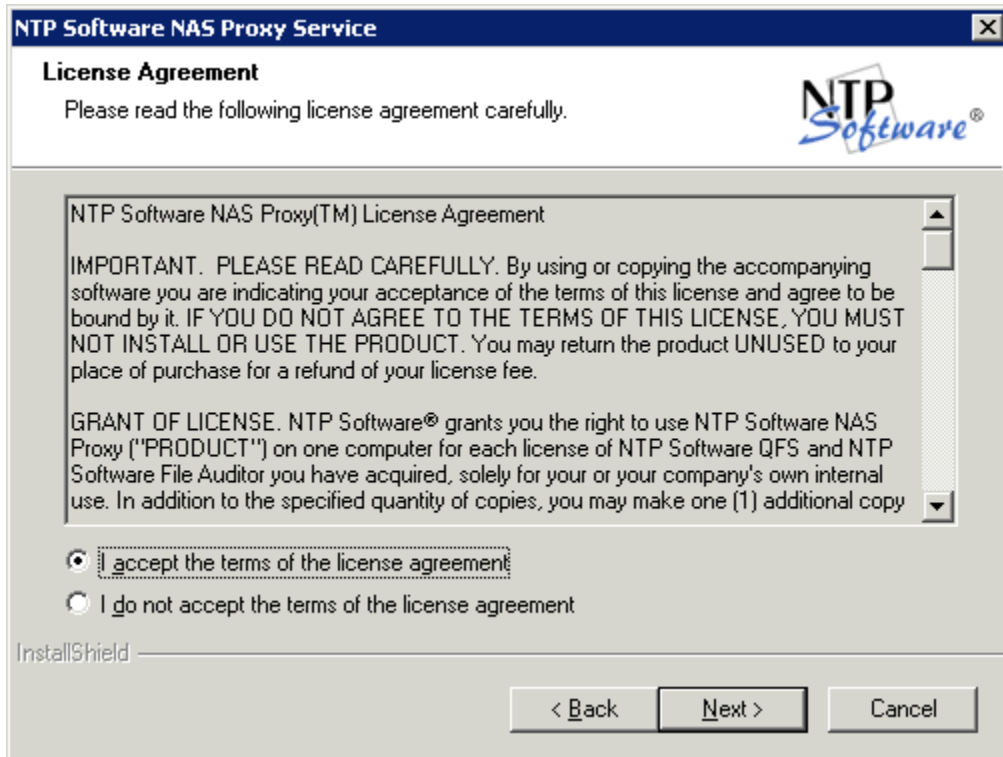 NTP Software NAS Proxy Service
License Agreement
Please read the following license agreement carefully.
NTP
Software®
NTP Software NAS Proxy(TM) License Agreement
IMPORTANT.  PLEASE READ CAREFULLY. By using or copying the accompanying
software you are indicating your acceptance of the terms of this license and agree to be
bound by it. IF YOU DO NOT AGREE TO THE TERMS OF THIS LICENSE, YOU MUST
NOT INSTALL OR USE THE PRODUCT. You may return the product UNUSED to your
place of purchase for a refund of your license fee.
GRANT OF LICENSE. NTP Software® grants you the right to use NTP Software NAS
Proxy ("PRODUCT") on one computer for each license of NTP Software QFS and NTP
Software File Auditor you have acquired, solely for your or your company's own internal
use. In addition to the specified quantity of copies, you may make one (1) additional copy
I accept the terms of the license agreement
I do not accept the terms of the license agreement
InstallShield
< Back
Next >
Cancel